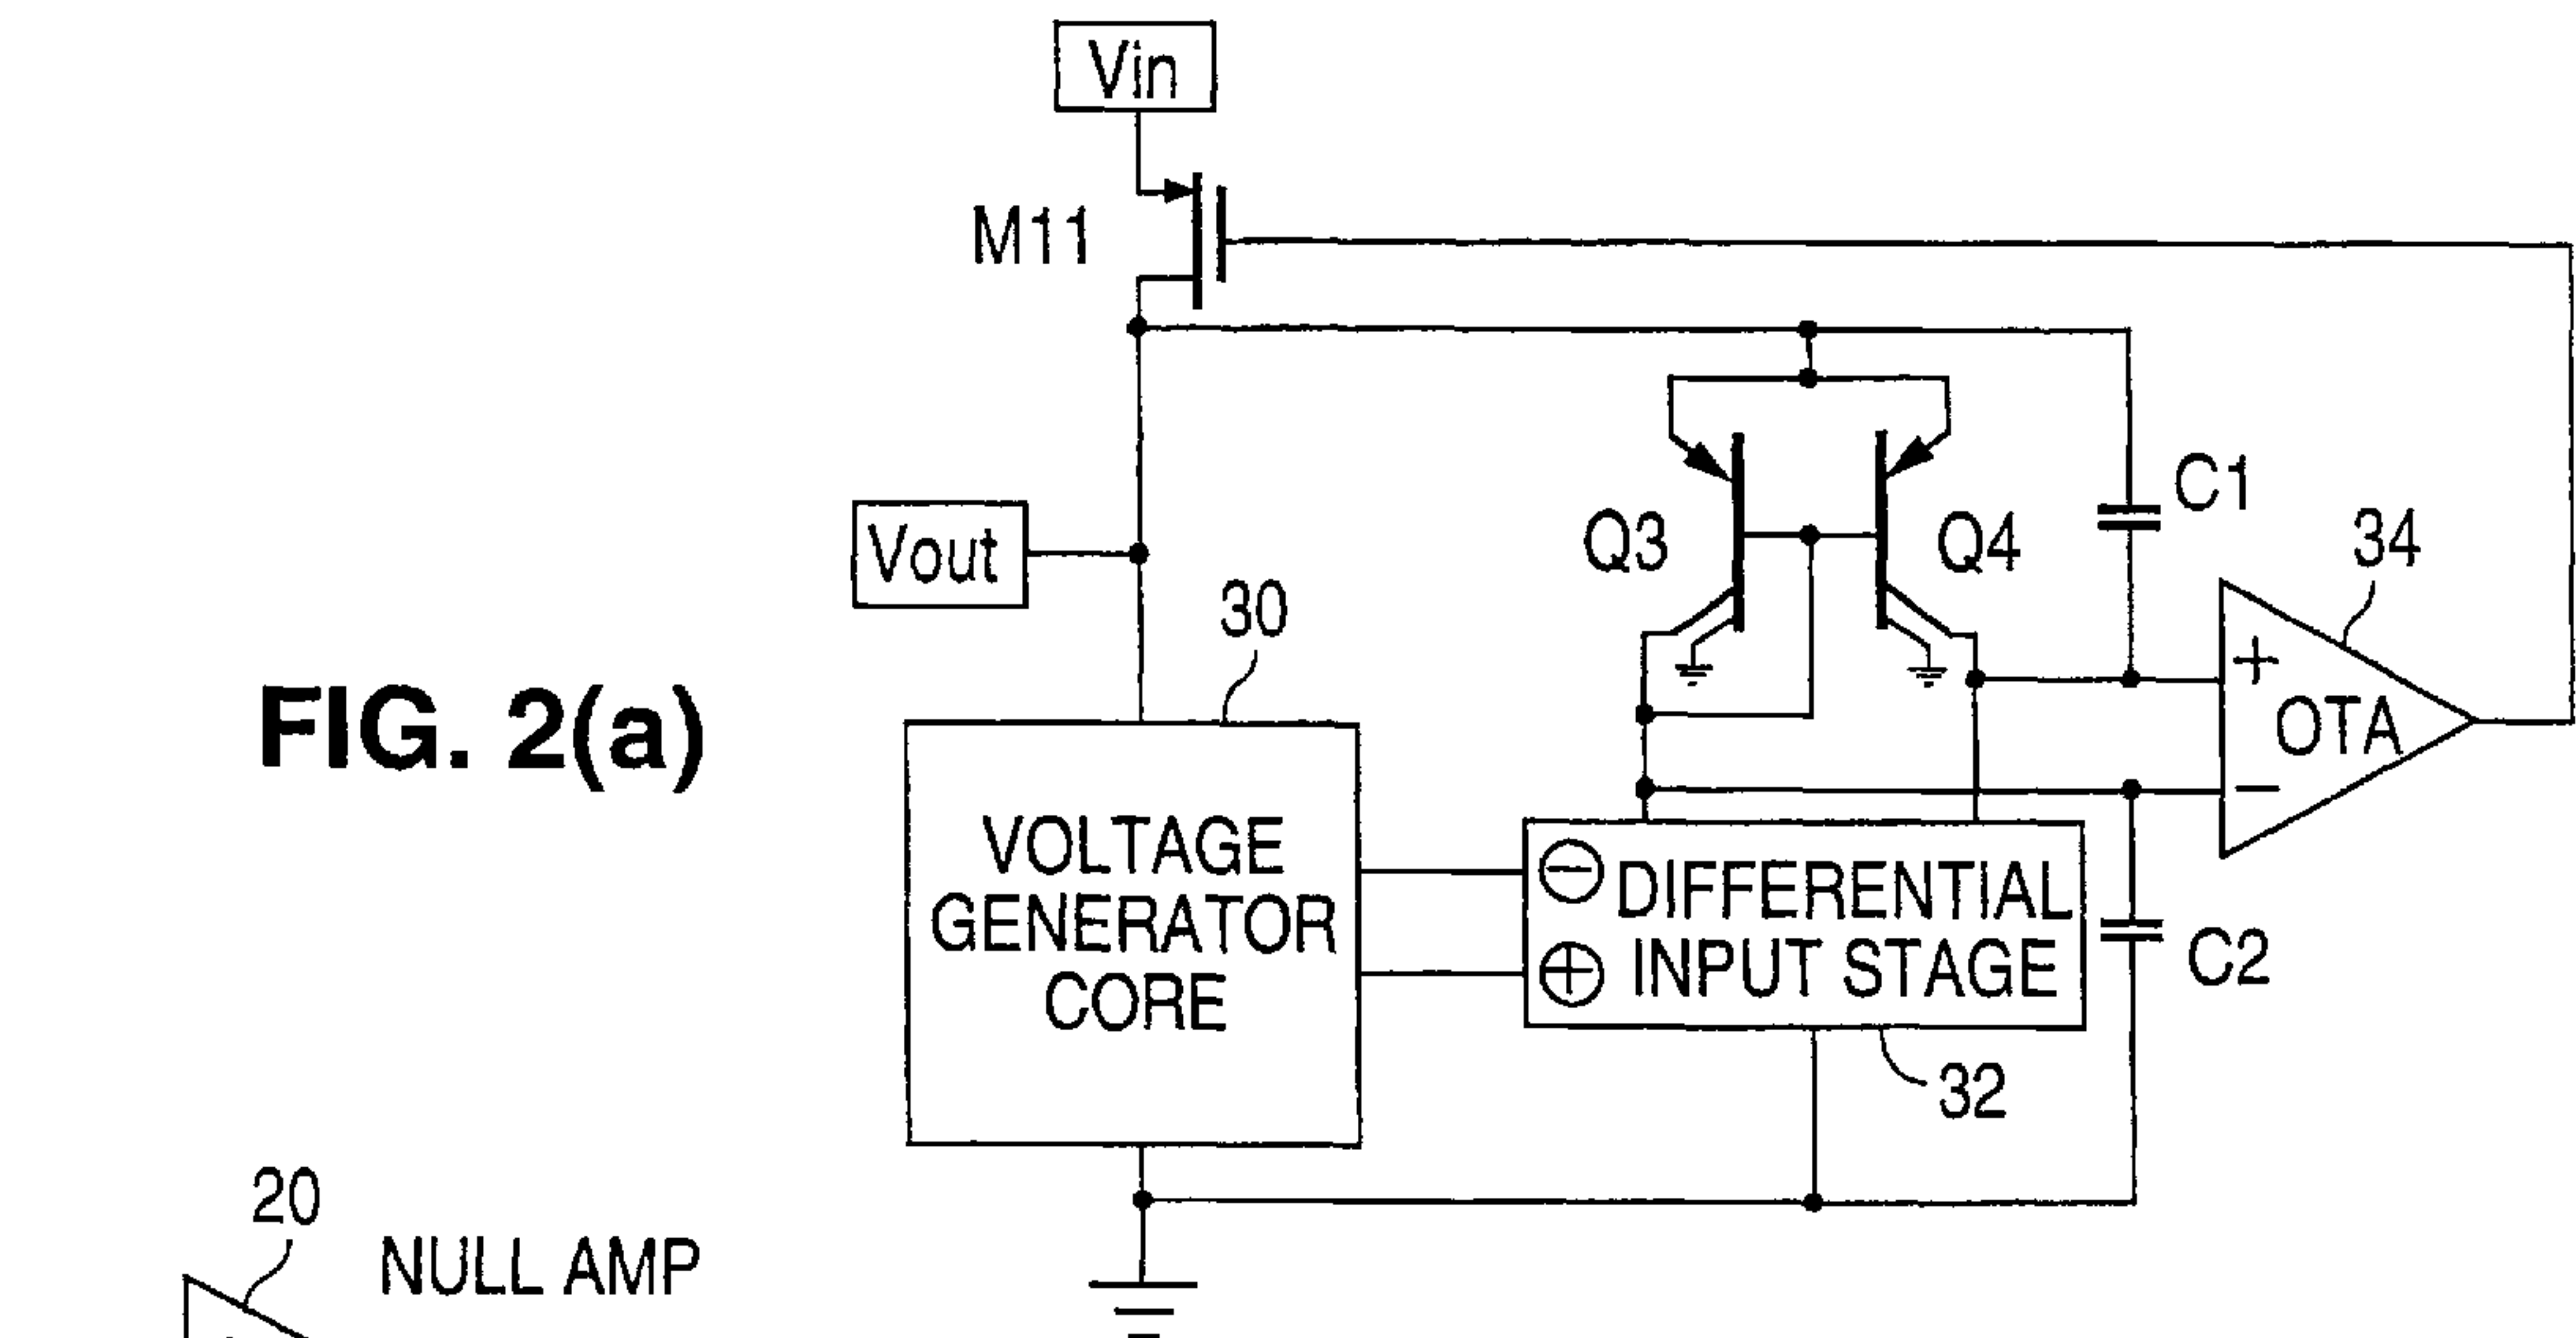 Vin
M11
C1
Q3
Q4
34
Vout
30
+
OTA
−
FIG. 2(a)
VOLTAGE
GENERATOR
CORE
−
DIFFERENTIAL
+
INPUT STAGE
C2
32
20
NULL AMP